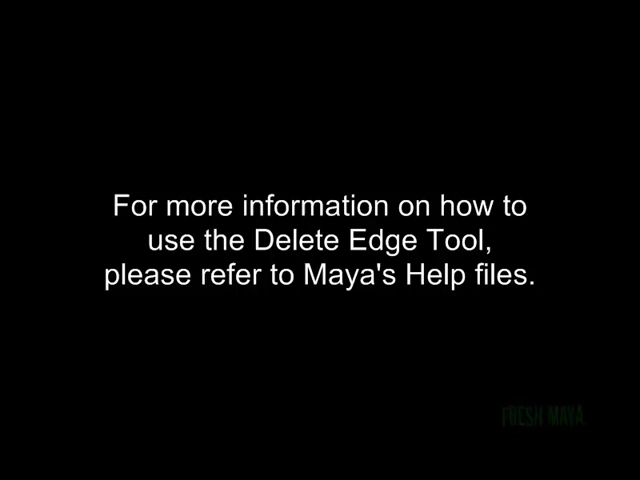 For more information on how to
use the Delete Edge Tool,
please refer to Maya's Help files.
FRESH MAYA